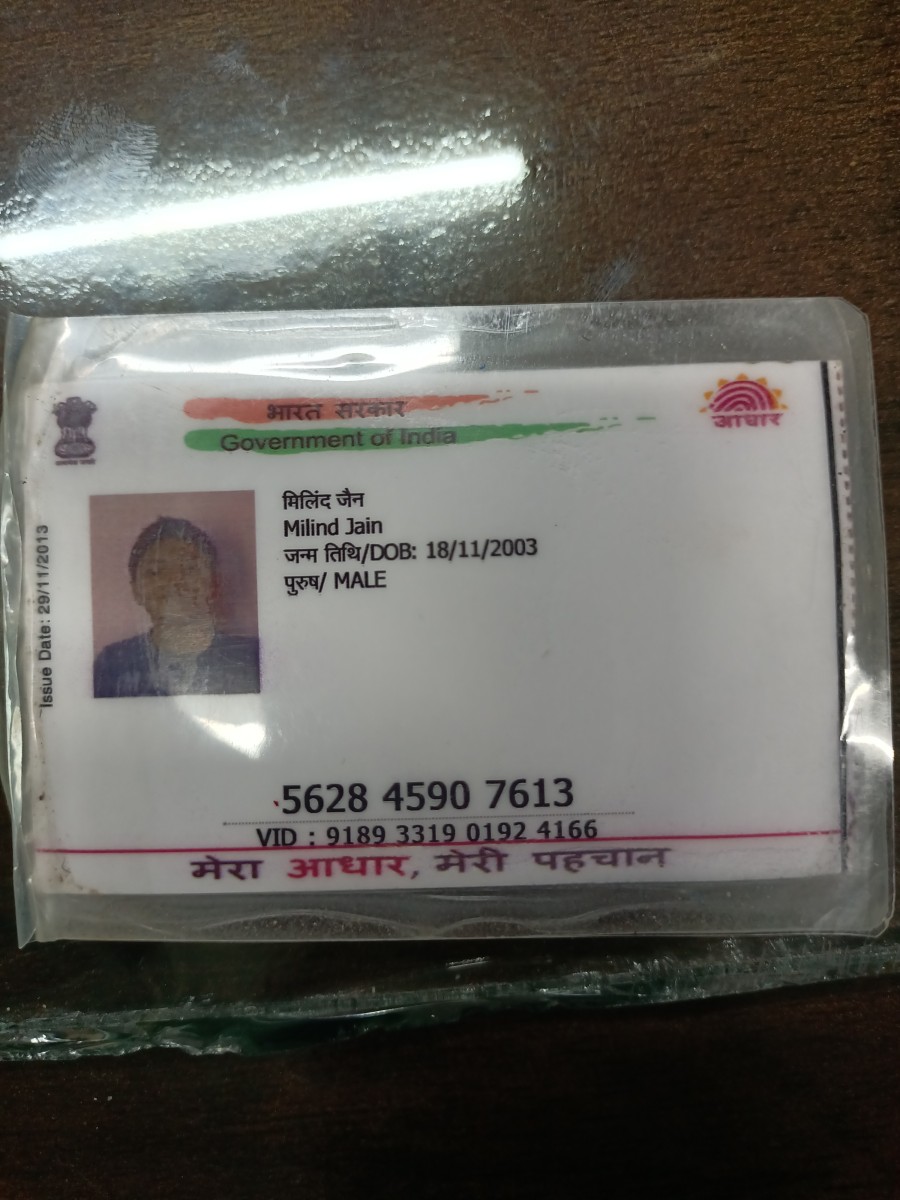 भारत सरकार
Government of India
आधार
Issue Date: 29/11/2013
मिलिंद जैन
Milind Jain
जन्म तिथि/DOB: 18/11/2003
पुरुष/ MALE
5628 4590 7613
VID : 9189 3319 0192 4166
मेरा आधार, मेरी पहचान